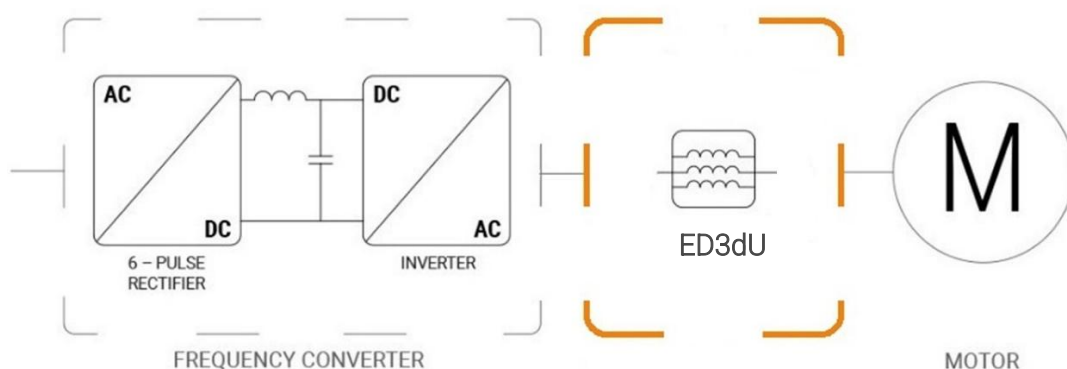 AC
DC
6 – PULSE
RECTIFIER
DC
AC
INVERTER
FREQUENCY CONVERTER
ED3dU
M
MOTOR